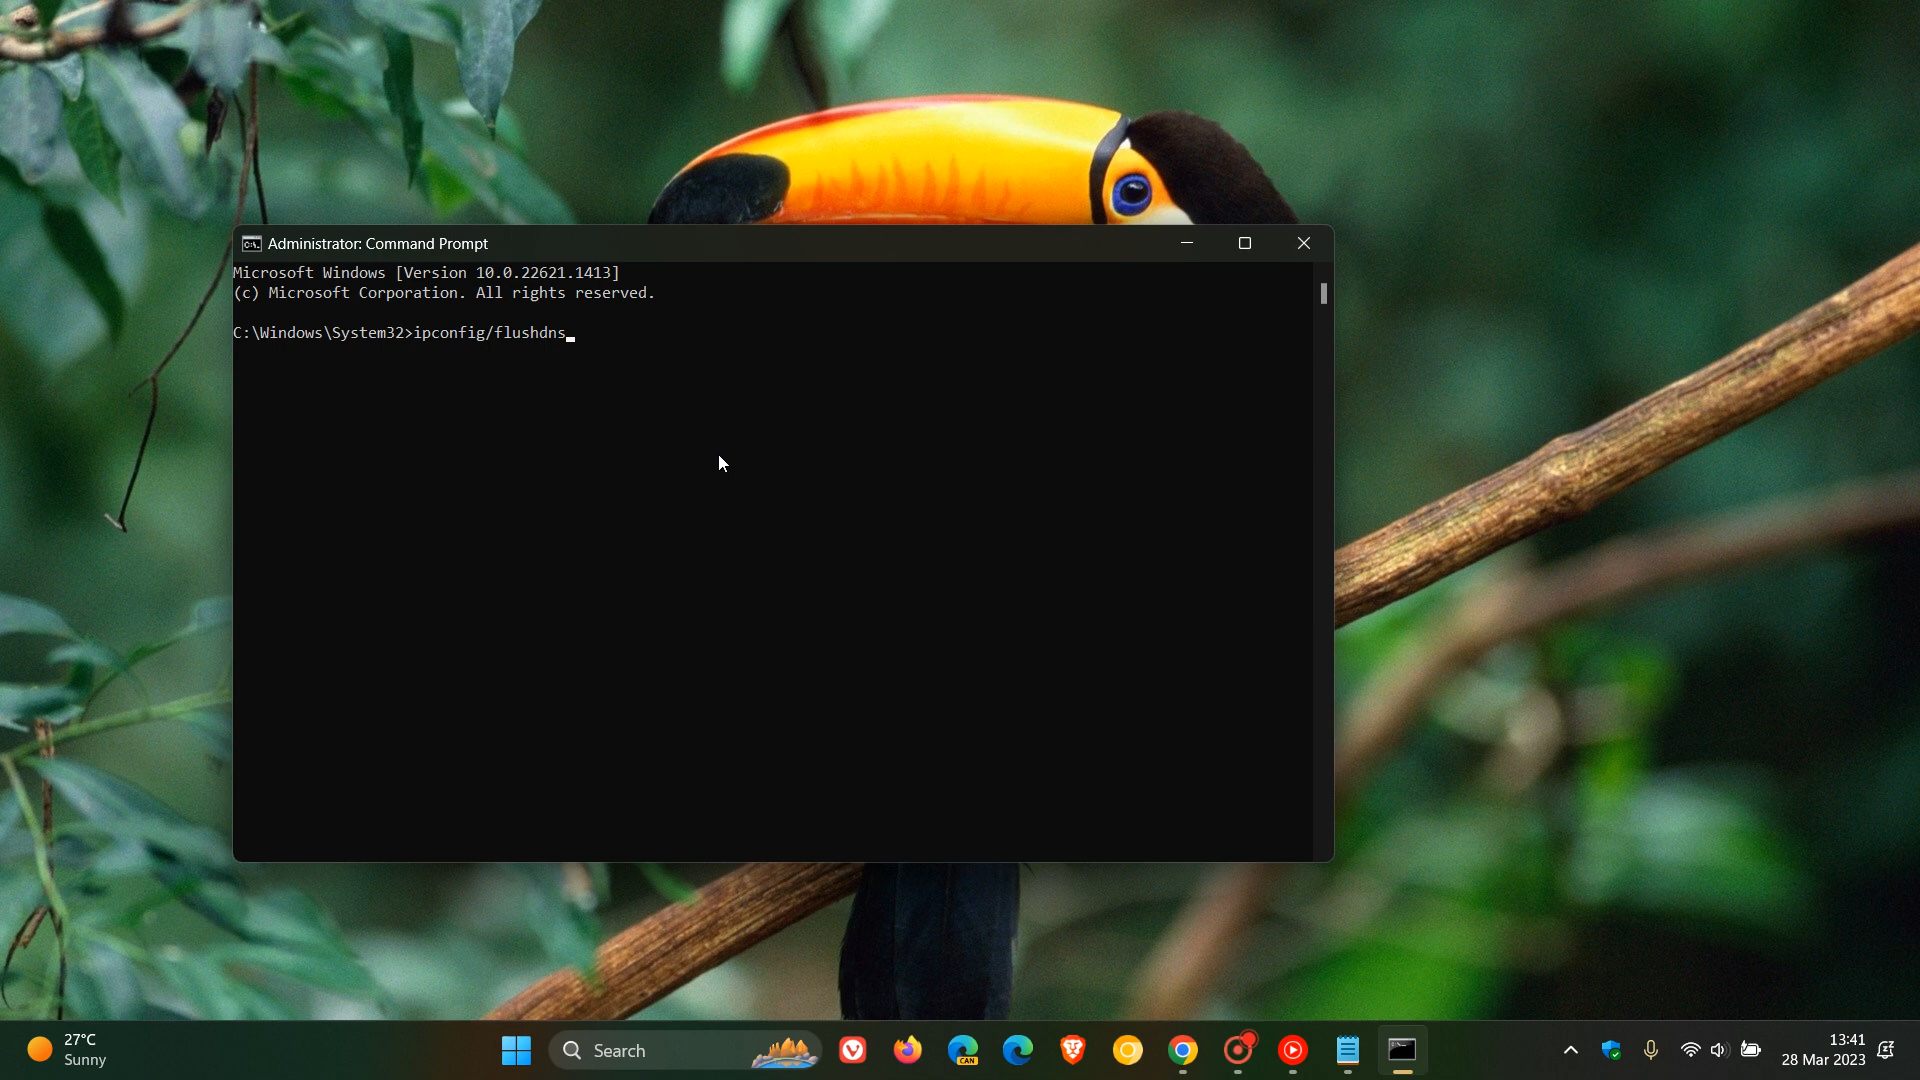 Administrator: Command Prompt
Microsoft Windows [Version 10.0.22621.1413]
(c) Microsoft Corporation. All rights reserved.
C:\Windows\System32>ipconfig/flushdns
27°C
Sunny
Search
CAN
13:41
28 Mar 2023